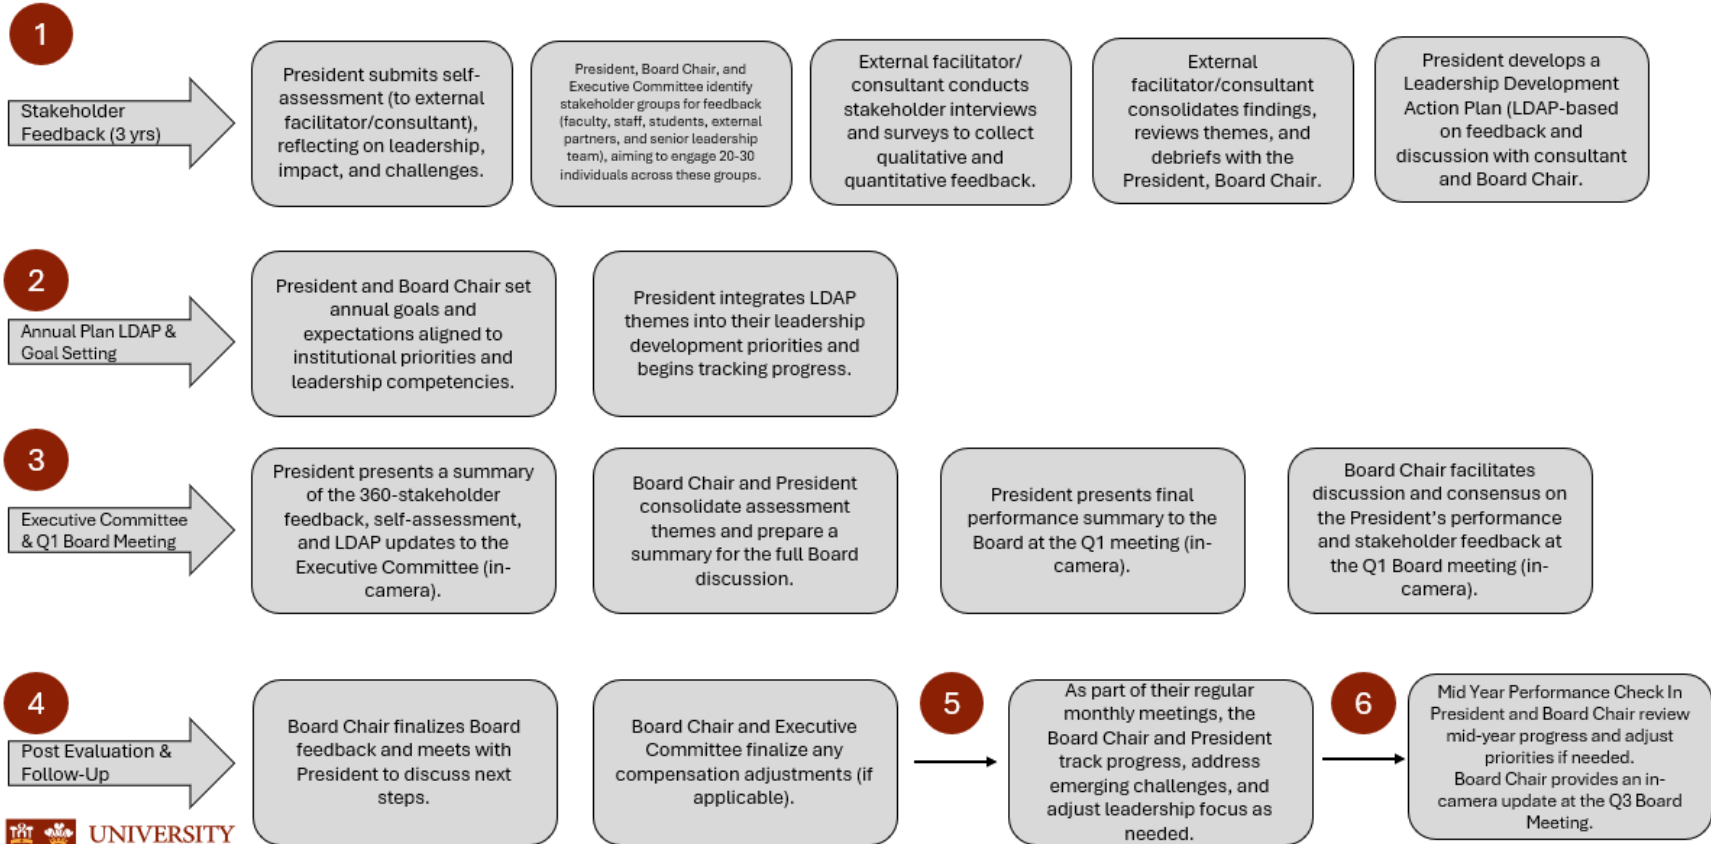 1
Stakeholder
Feedback (3 yrs)
President submits self-
assessment (to external
facilitator/consultant),
reflecting on leadership,
impact, and challenges.
President, Board Chair, and
Executive Committee identify
stakeholder groups for feedback
(faculty, staff, students, external
partners, and senior leadership
team), aiming to engage 20-30
individuals across these groups.
External facilitator/
consultant conducts
stakeholder interviews
and surveys to collect
qualitative and
quantitative feedback.
External
facilitator/consultant
consolidates findings,
reviews themes, and
debriefs with the
President, Board Chair.
President develops a
Leadership Development
Action Plan (LDAP-based
on feedback and
discussion with consultant
and Board Chair.
2
Annual Plan LDAP &
Goal Setting
President and Board Chair set
annual goals and
expectations aligned to
institutional priorities and
leadership competencies.
President integrates LDAP
themes into their leadership
development priorities and
begins tracking progress.
3
Executive Committee
& Q1 Board Meeting
President presents a summary
of the 360-stakeholder
feedback, self-assessment,
and LDAP updates to the
Executive Committee (in-
camera).
Board Chair and President
consolidate assessment
themes and prepare a
summary for the full Board
discussion.
President presents final
performance summary to the
Board at the Q1 meeting (in-
camera).
Board Chair facilitates
discussion and consensus on
the President's performance
and stakeholder feedback at
the Q1 Board meeting (in-
camera).
4
Post Evaluation &
Follow-Up
Board Chair finalizes Board
feedback and meets with
President to discuss next
steps.
Board Chair and Executive
Committee finalize any
compensation adjustments (if
applicable).
5
As part of their regular
monthly meetings, the
Board Chair and President
track progress, address
emerging challenges, and
adjust leadership focus as
needed.
6
Mid Year Performance Check In
President and Board Chair review
mid-year progress and adjust
priorities if needed.
Board Chair provides an in-
camera update at the Q3 Board
Meeting.
UNIVERSITY